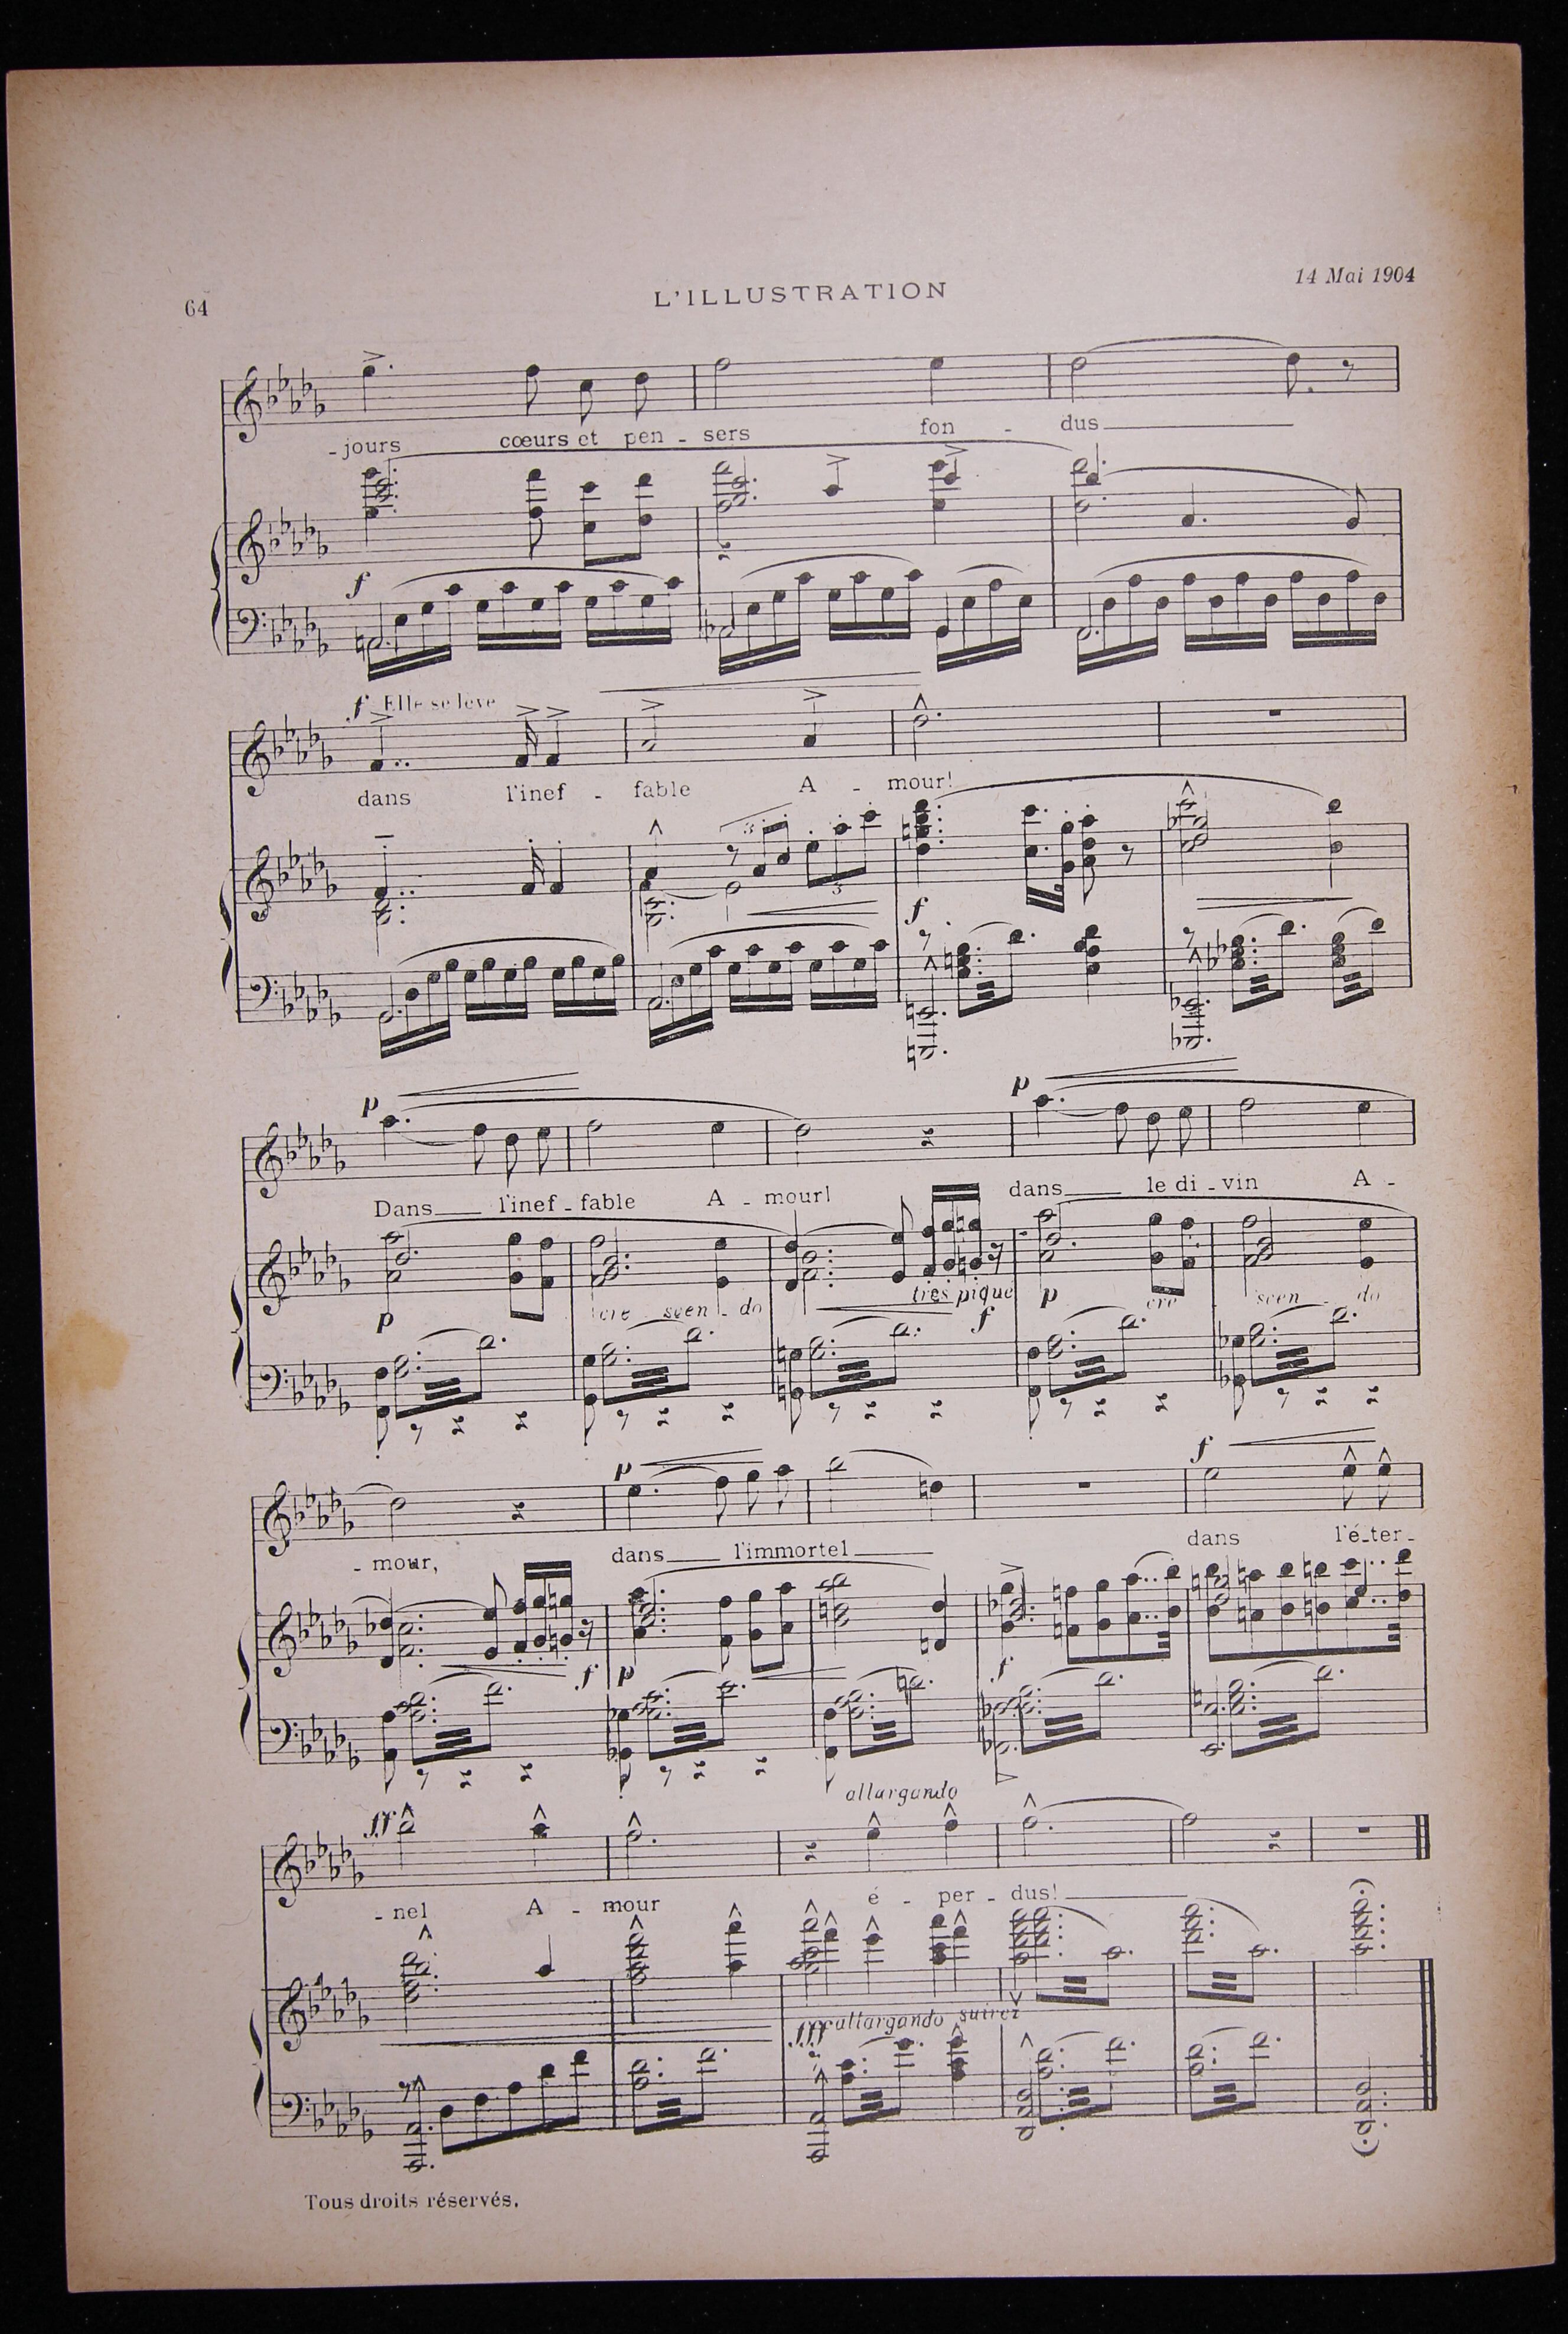 64
L'ILLUSTRATION
14 Mai 1904
-jours cœurs et pen - sers fon - dus
f
f Elle se lève
dans l'inef - fable A - mour!
3
3
f
p
p
Dans l'inef - fable A - mour! dans le di - vin A -
p cre - scen - do très piqué f p cre scen - do
p
f
- mour, dans l'immortel dans l'é-ter-
f p f
allargando
ff
- nel A - mour é - per - dus!
fff allargando suivez
Tous droits réservés.